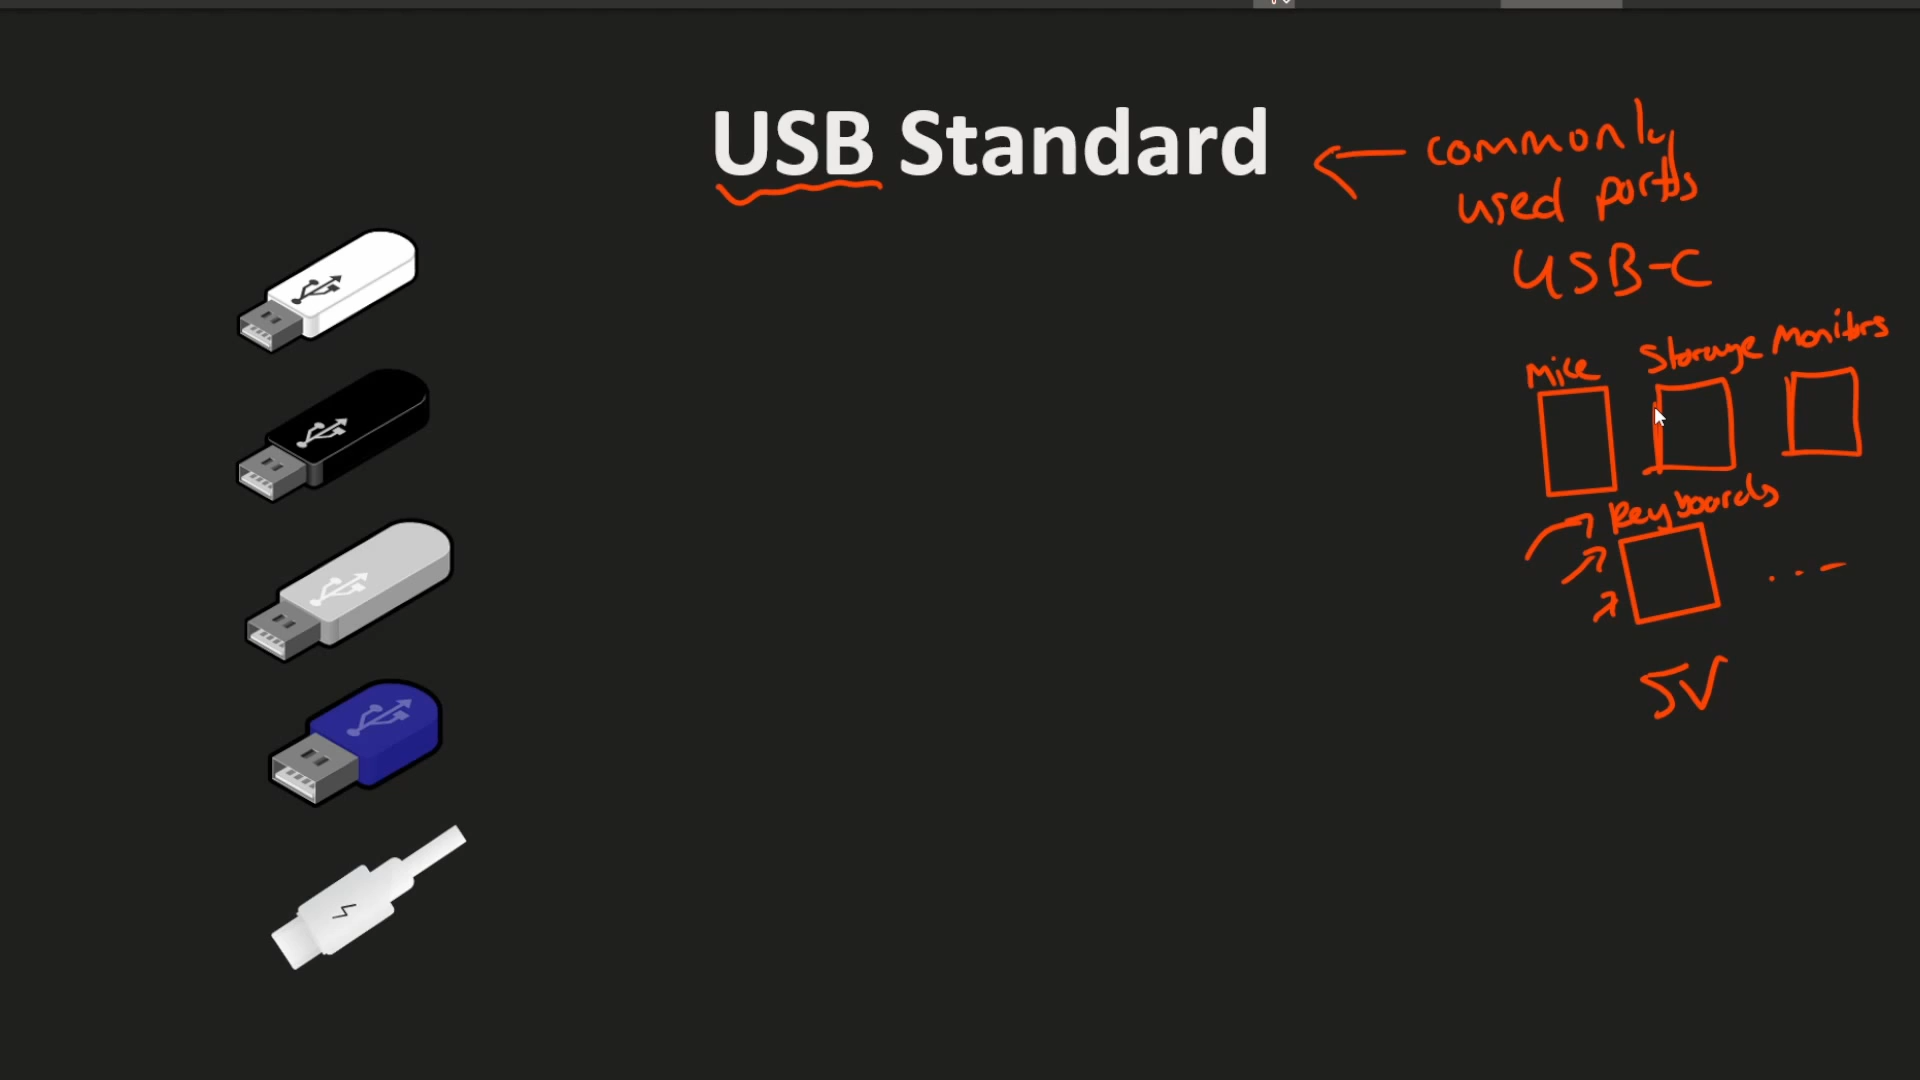 USB Standard
commonly
used ports
USB-C
Mice
Storage
Monitors
Keyboards
...
5V